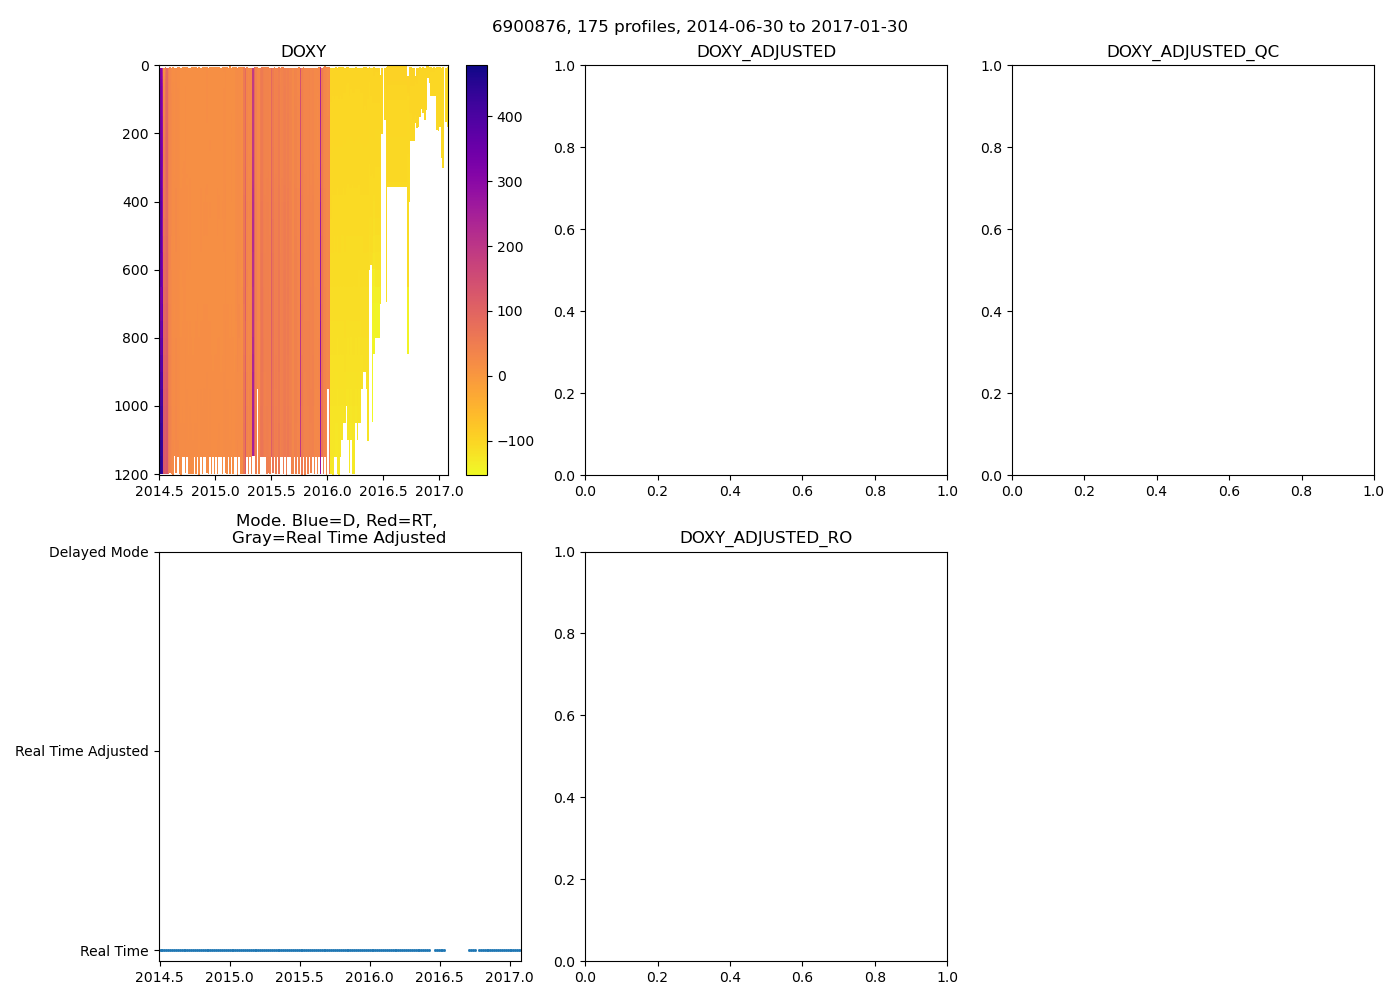 6900876, 175 profiles, 2014-06-30 to 2017-01-30
DOXY
0
200
400
600
800
1000
1200
2014.5 2015.0 2015.5 2016.0 2016.5 2017.0
400
300
200
100
0
−100
DOXY_ADJUSTED
1.0
0.8
0.6
0.4
0.2
0.0
0.0 0.2 0.4 0.6 0.8 1.0
DOXY_ADJUSTED_QC
1.0
0.8
0.6
0.4
0.2
0.0
0.0 0.2 0.4 0.6 0.8 1.0
Mode. Blue=D, Red=RT,
Gray=Real Time Adjusted
Delayed Mode
Real Time Adjusted
Real Time
2014.5 2015.0 2015.5 2016.0 2016.5 2017.0
DOXY_ADJUSTED_RO
1.0
0.8
0.6
0.4
0.2
0.0
0.0 0.2 0.4 0.6 0.8 1.0